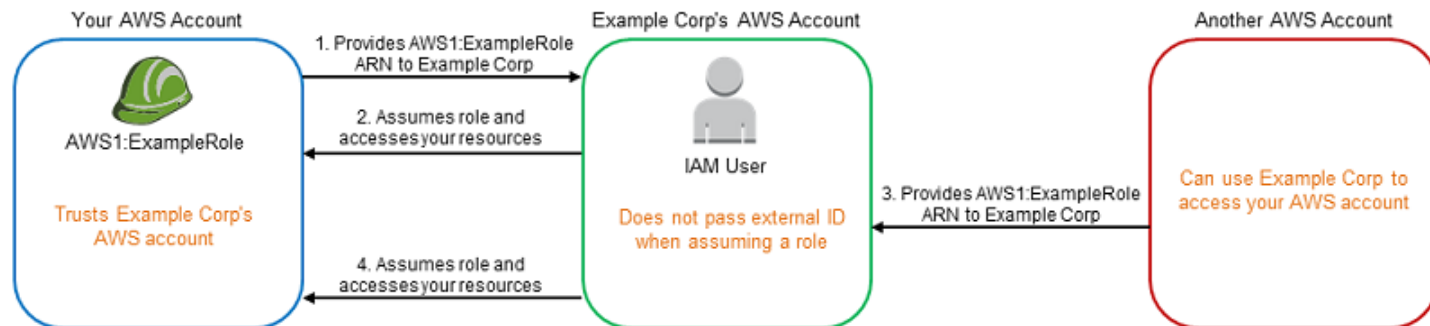 Your AWS Account
Example Corp's AWS Account
Another AWS Account
1. Provides AWS1:ExampleRole
ARN to Example Corp
2. Assumes role and
accesses your resources
AWS1:ExampleRole
IAM User
Trusts Example Corp's
AWS account
Does not pass external ID
when assuming a role
3. Provides AWS1:ExampleRole
ARN to Example Corp
Can use Example Corp to
access your AWS account
4. Assumes role and
accesses your resources